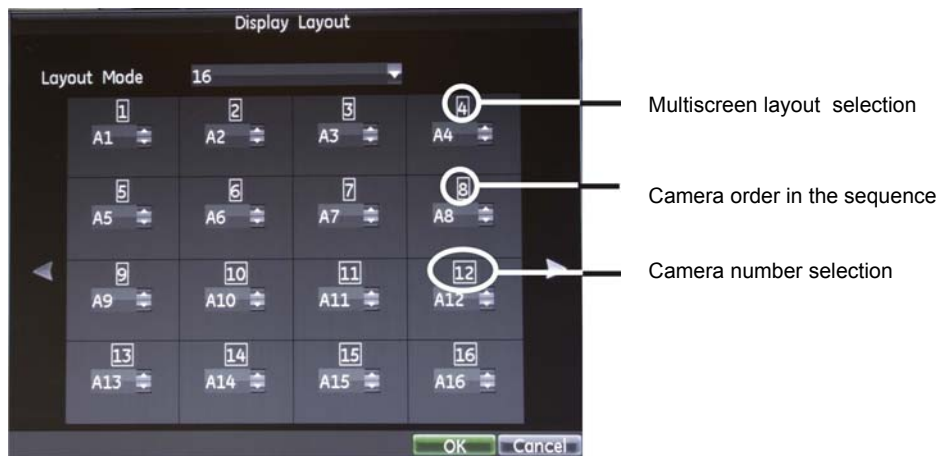 Display Layout
Layout Mode 16
1 2 3 4
A1 A2 A3 A4
5 6 7 8
A5 A6 A7 A8
9 10 11 12
A9 A10 A11 A12
13 14 15 16
A13 A14 A15 A16
OK Cancel
Multiscreen layout selection
Camera order in the sequence
Camera number selection